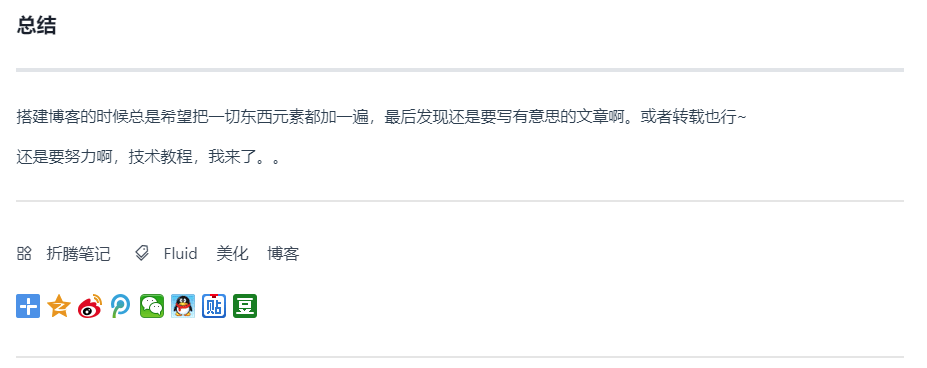 总结
搭建博客的时候总是希望把一切东西元素都加一遍，最后发现还是要写有意思的文章啊。或者转载也行~
还是要努力啊，技术教程，我来了。。
折腾笔记 Fluid 美化 博客
贴 豆